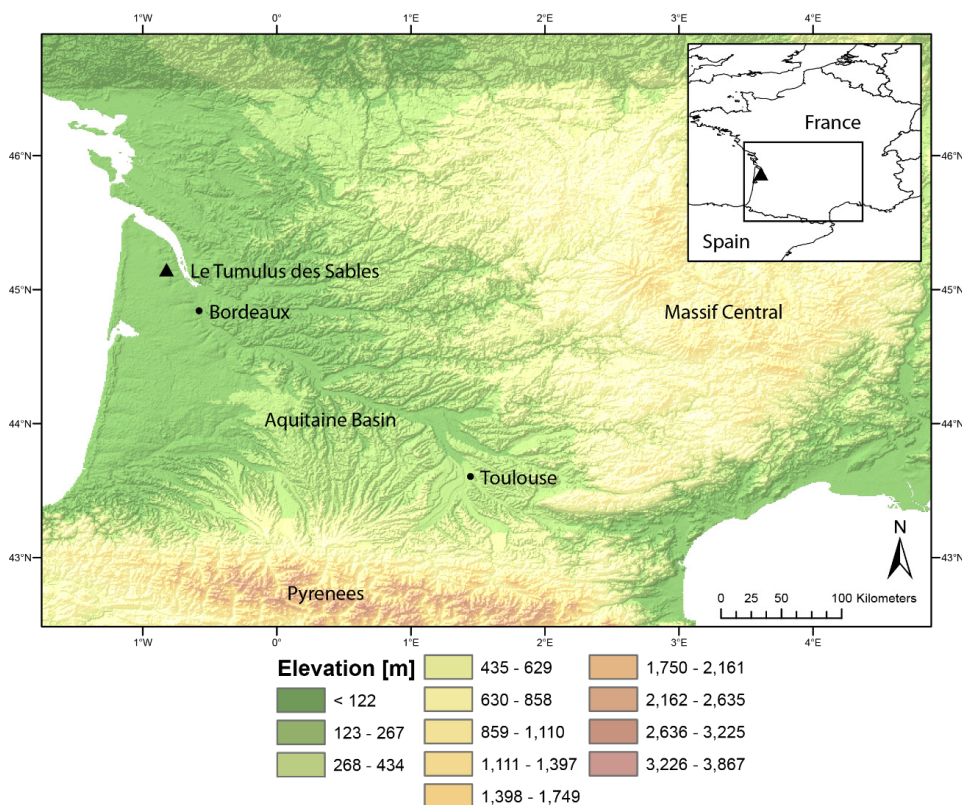 1°W
0°
1°E
2°E
3°E
4°E
46°N
46°N
45°N
45°N
44°N
44°N
43°N
43°N
France
Spain
Le Tumulus des Sables
Bordeaux
Massif Central
Aquitaine Basin
Toulouse
Pyrenees
N
0 25 50 75 100 Kilometers
1°W
0°
1°E
2°E
3°E
4°E
Elevation [m]
< 122
123 - 267
268 - 434
435 - 629
630 - 858
859 - 1,110
1,111 - 1,397
1,398 - 1,749
1,750 - 2,161
2,162 - 2,635
2,636 - 3,225
3,226 - 3,867